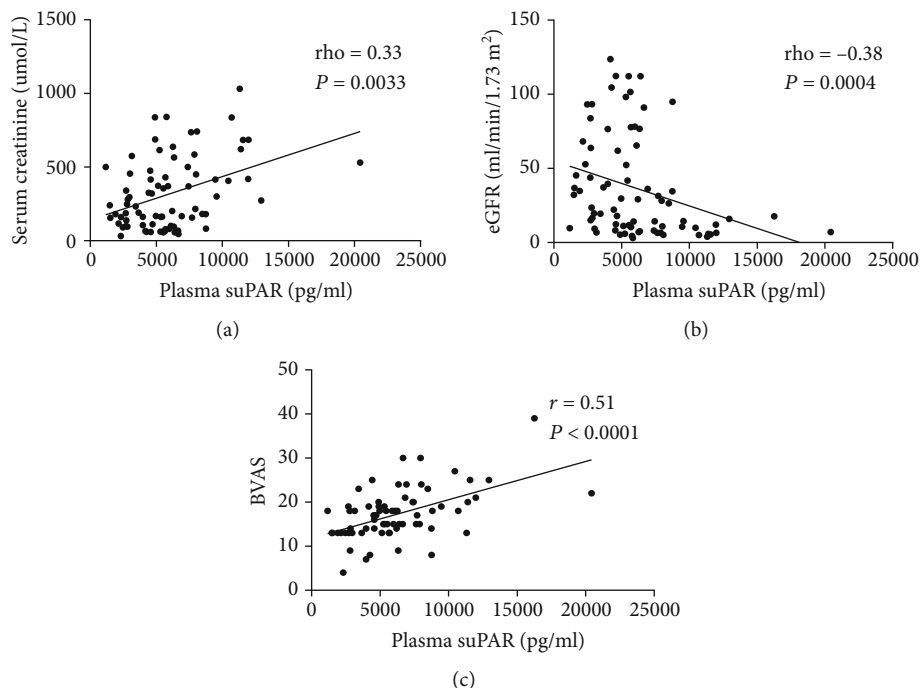 (a)
Serum creatinine (umol/L)
1500
1000
500
0
0 5000 10000 15000 20000 25000
Plasma suPAR (pg/ml)
rho = 0.33
P = 0.0033
(a)
(b)
eGFR (ml/min/1.73 m²)
150
100
50
0
0 5000 10000 15000 20000 25000
Plasma suPAR (pg/ml)
rho = –0.38
P = 0.0004
(b)
BVAS
50
40
30
20
10
0
0 5000 10000 15000 20000 25000
Plasma suPAR (pg/ml)
r = 0.51
P < 0.0001
(c)